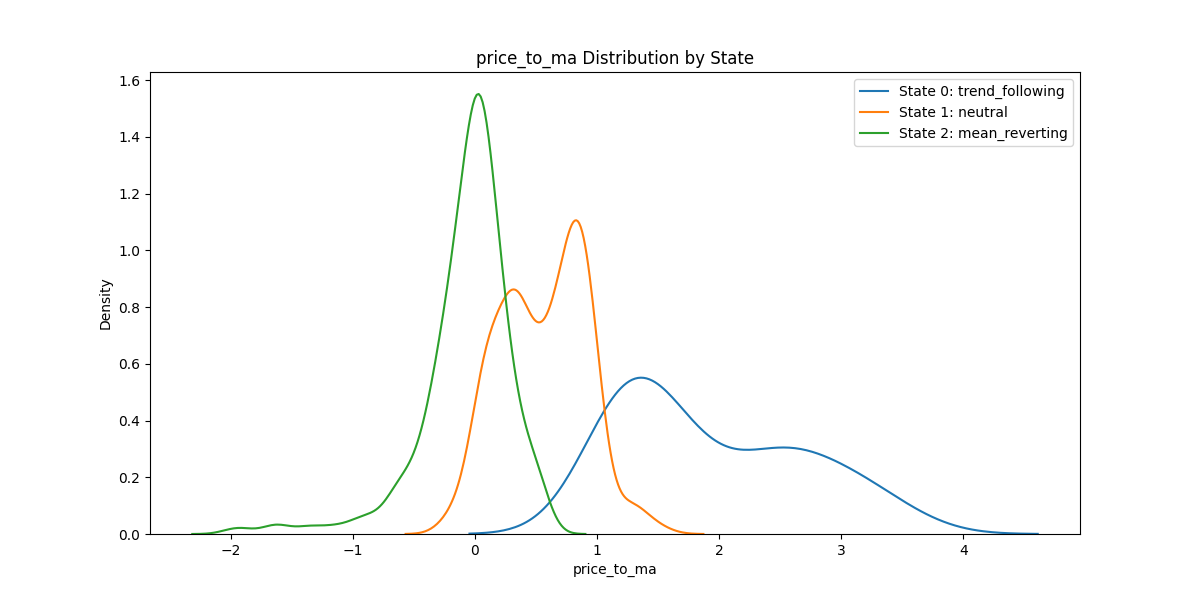 price_to_ma Distribution by State
State 0: trend_following
State 1: neutral
State 2: mean_reverting
Density
1.6
1.4
1.2
1.0
0.8
0.6
0.4
0.2
0.0
−2
−1
0
1
2
3
4
price_to_ma